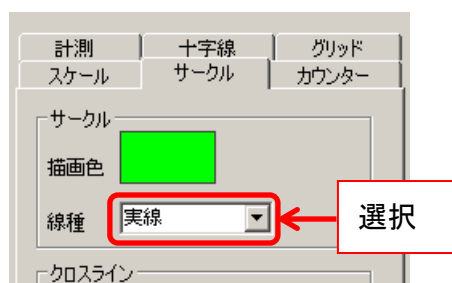 計測 十字線 グリッド
スケール サークル カウンター
サークル
描画色
線種 実線 選択
クロスライン